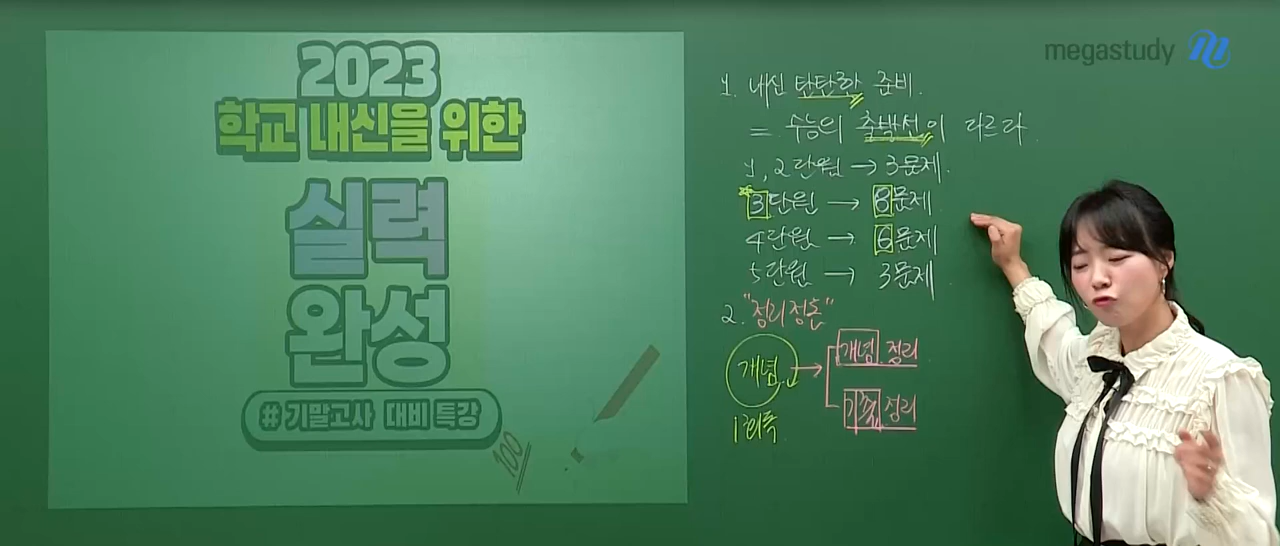 megastudy
2023
학교 내신을 위한
실력
완성
# 기말고사 대비 특강
100
1. 내신 탄탄한 준비.
= 수능의 출발선이 다르다.
1, 2단원 → 3문제.
*3단원 → 8문제.
4단원 → 6문제
5단원 → 3문제.
2. "정리정돈"
개념 → 개념 정리
기출 정리
1회독